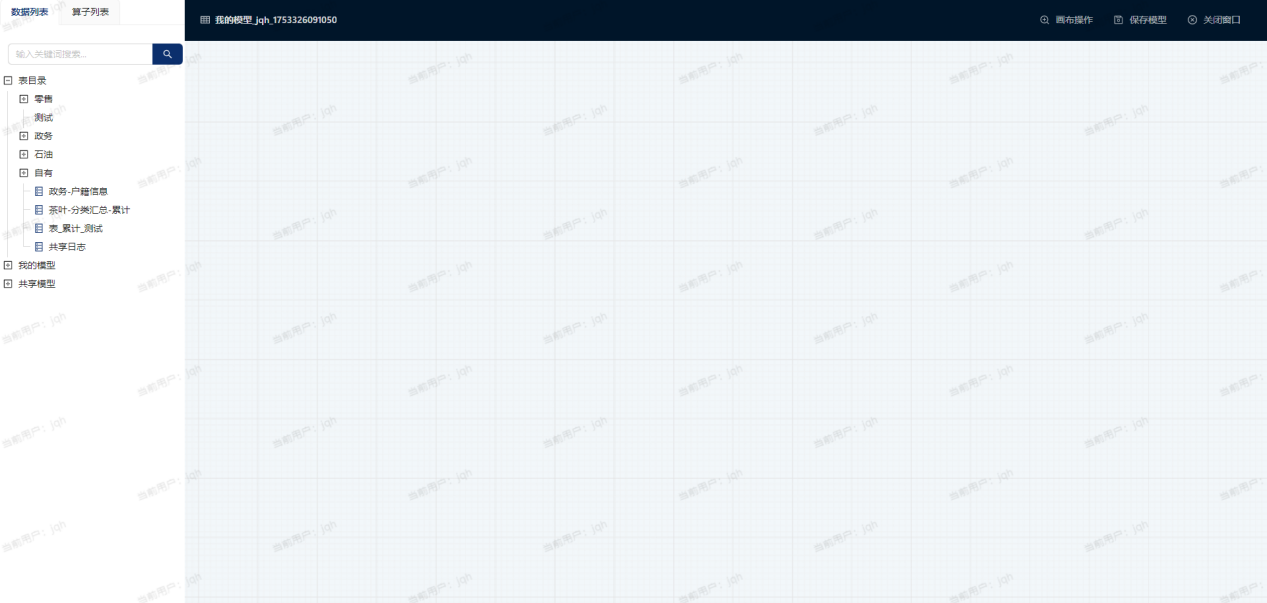 数据列表 算子列表
我的模型_jqh_1753326091050
画布操作 保存模型 关闭窗口
输入关键词搜索...
表目录
零售
测试
政务
石油
自有
政务-户籍信息
茶叶-分类汇总-累计
表_累计_测试
共享日志
我的模型
共享模型
当前用户：jqh